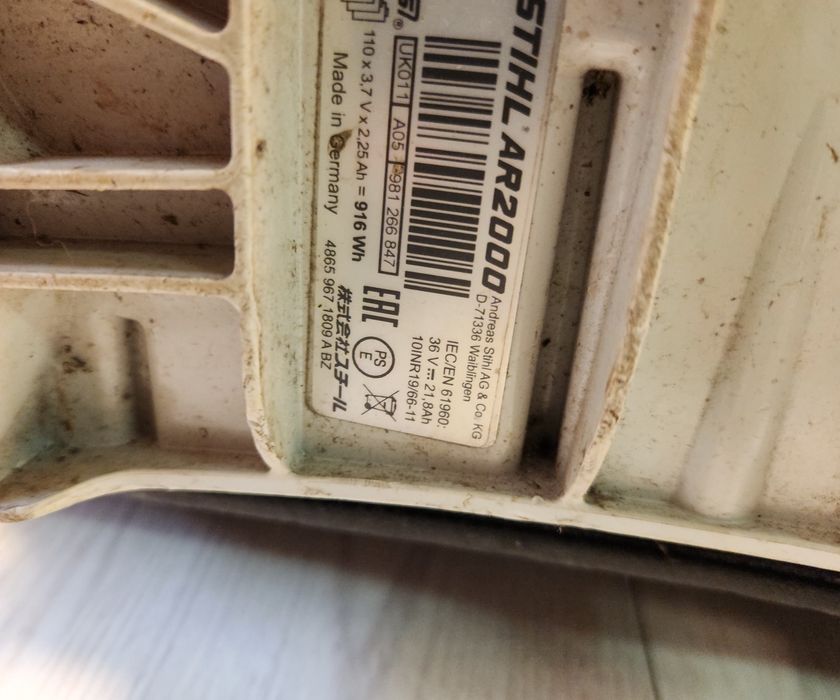 STIHL AR2000
Andreas Stihl AG & Co. KG
D-71336 Waiblingen
IEC/EN 61960:
36 V ⎓ 21,8Ah
10INR19/66-11
UK011 A05 981 266 847
110 x 3,7 V x 2,25 Ah = 916 Wh
Made in Germany
EAC
PS
E
株式会社スチール
4865 967 1809 A BZ